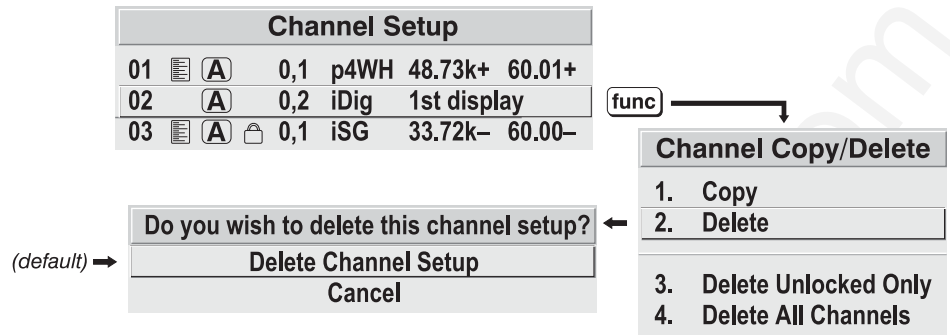 Channel Setup
01 A 0,1 p4WH 48.73k+ 60.01+
02 A 0,2 iDig 1st display
03 A 0,1 iSG 33.72k– 60.00–
func
Channel Copy/Delete
1. Copy
2. Delete
3. Delete Unlocked Only
4. Delete All Channels
Do you wish to delete this channel setup?
(default) Delete Channel Setup
Cancel